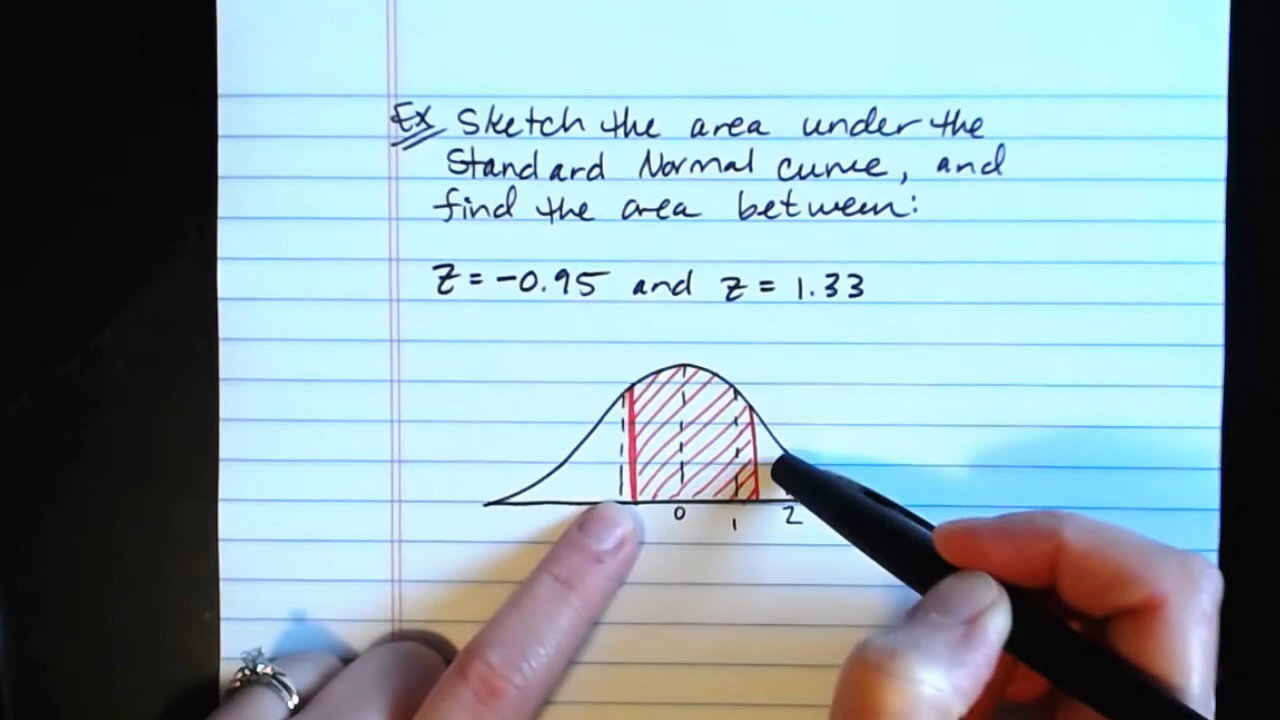 Ex Sketch the area under the
Standard Normal curve, and
find the area between:
z = -0.95 and z = 1.33
0 1 2